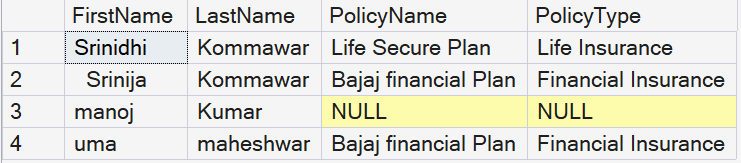 FirstName LastName PolicyName PolicyType
1 Srinidhi Kommawar Life Secure Plan Life Insurance
2 Srinija Kommawar Bajaj financial Plan Financial Insurance
3 manoj Kumar NULL NULL
4 uma maheshwar Bajaj financial Plan Financial Insurance